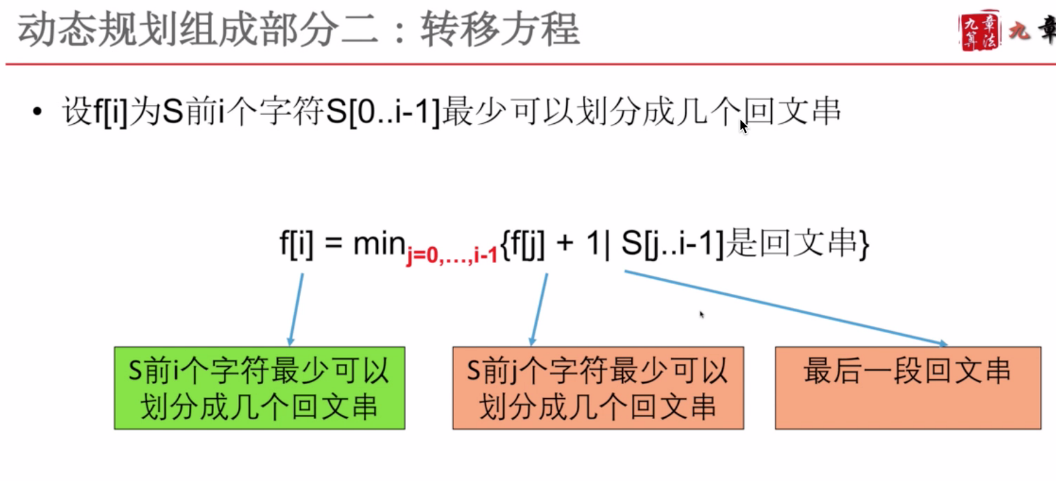 动态规划组成部分二：转移方程
九章算法
九章
• 设f[i]为S前i个字符S[0..i-1]最少可以划分成几个回文串
f[i] = min j=0,…,i-1{f[j] + 1| S[j..i-1]是回文串}
S前i个字符最少可以
划分成几个回文串
S前j个字符最少可以
划分成几个回文串
最后一段回文串